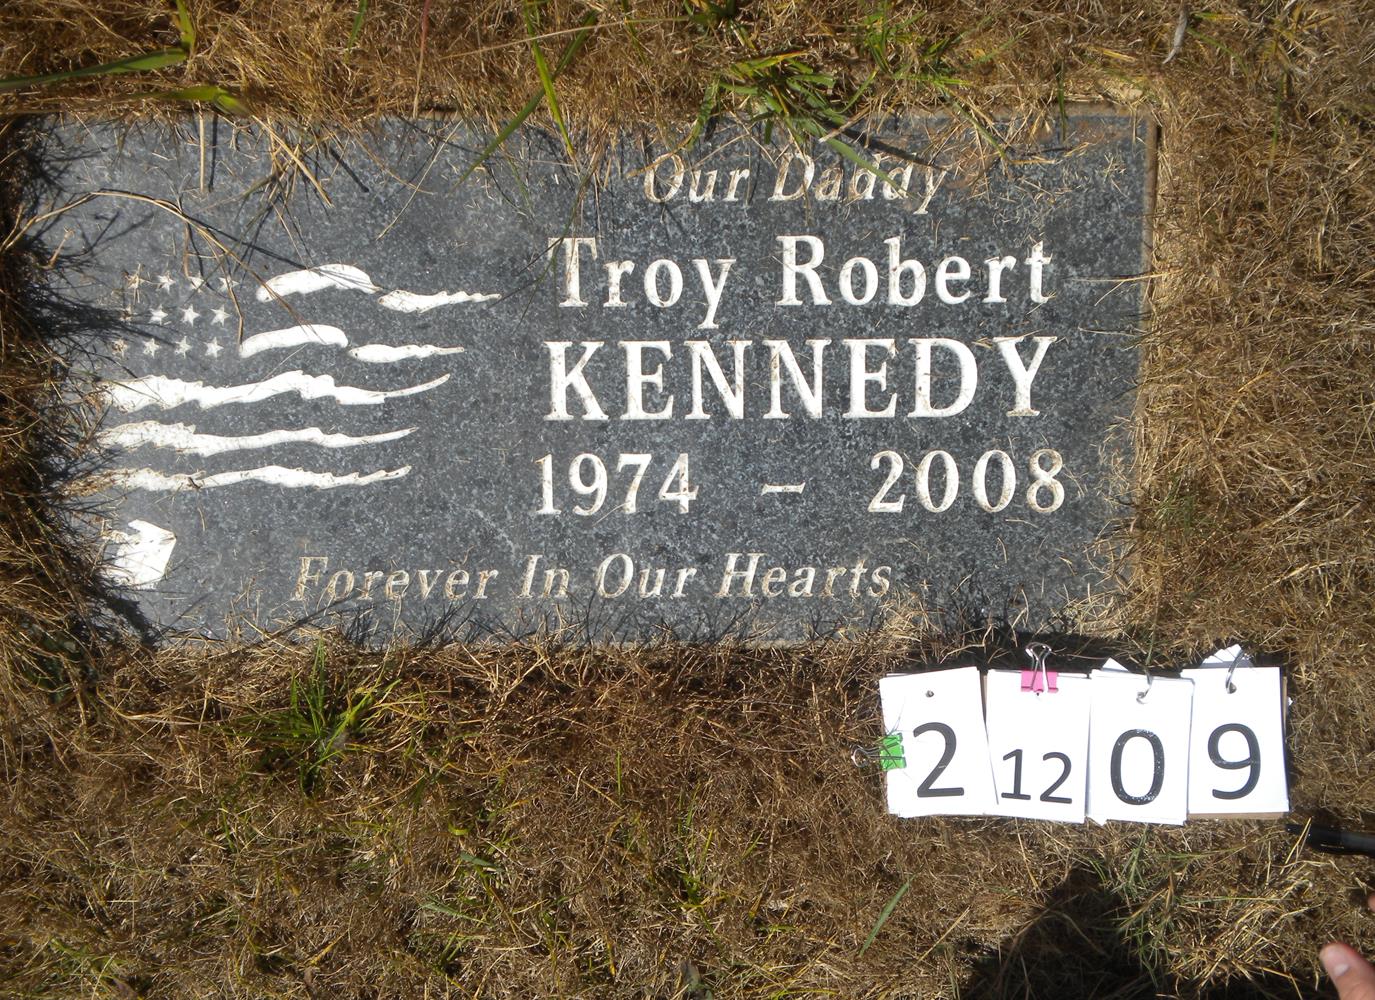 Our Daddy
Troy Robert
KENNEDY
1974 - 2008
Forever In Our Hearts
2 12 0 9